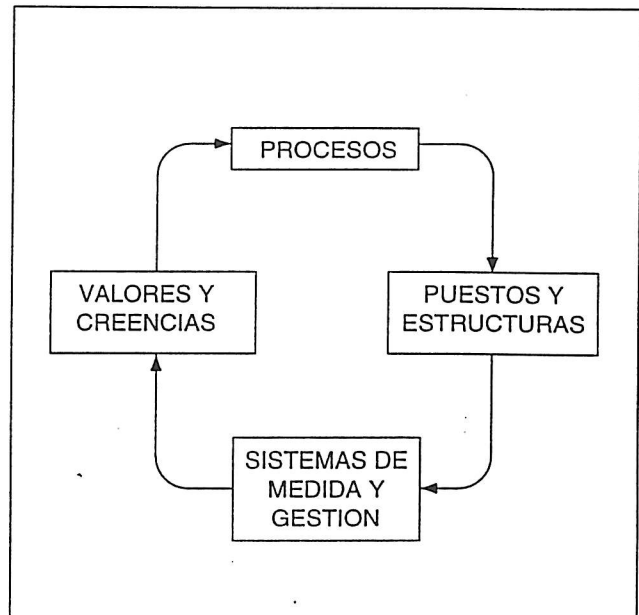 PROCESOS
VALORES Y
CREENCIAS
PUESTOS Y
ESTRUCTURAS
SISTEMAS DE
MEDIDA Y
GESTION